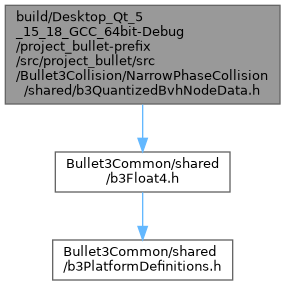 build/Desktop_Qt_5
_15_18_GCC_64bit-Debug
/project_bullet-prefix
/src/project_bullet/src
/Bullet3Collision/NarrowPhaseCollision
/shared/b3QuantizedBvhNodeData.h
Bullet3Common/shared
/b3Float4.h
Bullet3Common/shared
/b3PlatformDefinitions.h